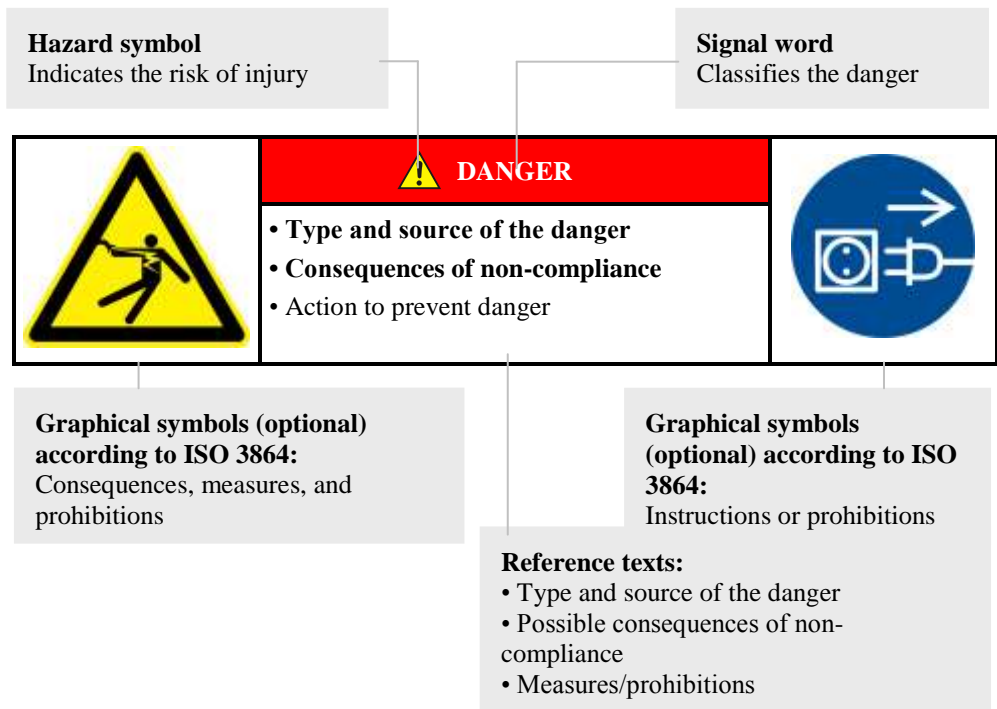 Hazard symbol
Indicates the risk of injury
Signal word
Classifies the danger
DANGER
• Type and source of the danger
• Consequences of non-compliance
• Action to prevent danger
Graphical symbols (optional)
according to ISO 3864:
Consequences, measures, and
prohibitions
Graphical symbols
(optional) according to ISO
3864:
Instructions or prohibitions
Reference texts:
• Type and source of the danger
• Possible consequences of non-
compliance
• Measures/prohibitions